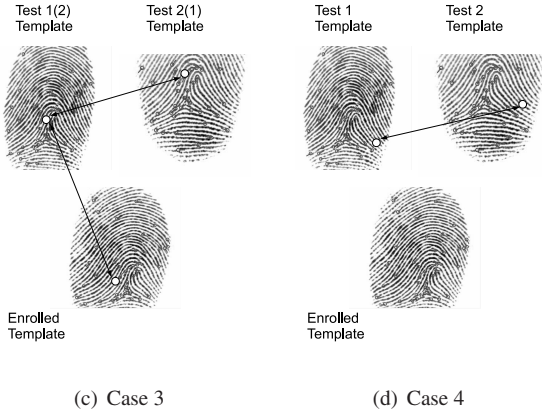 Test 1(2)
Template
Test 2(1)
Template
Enrolled
Template
(c) Case 3
Test 1
Template
Test 2
Template
Enrolled
Template
(d) Case 4